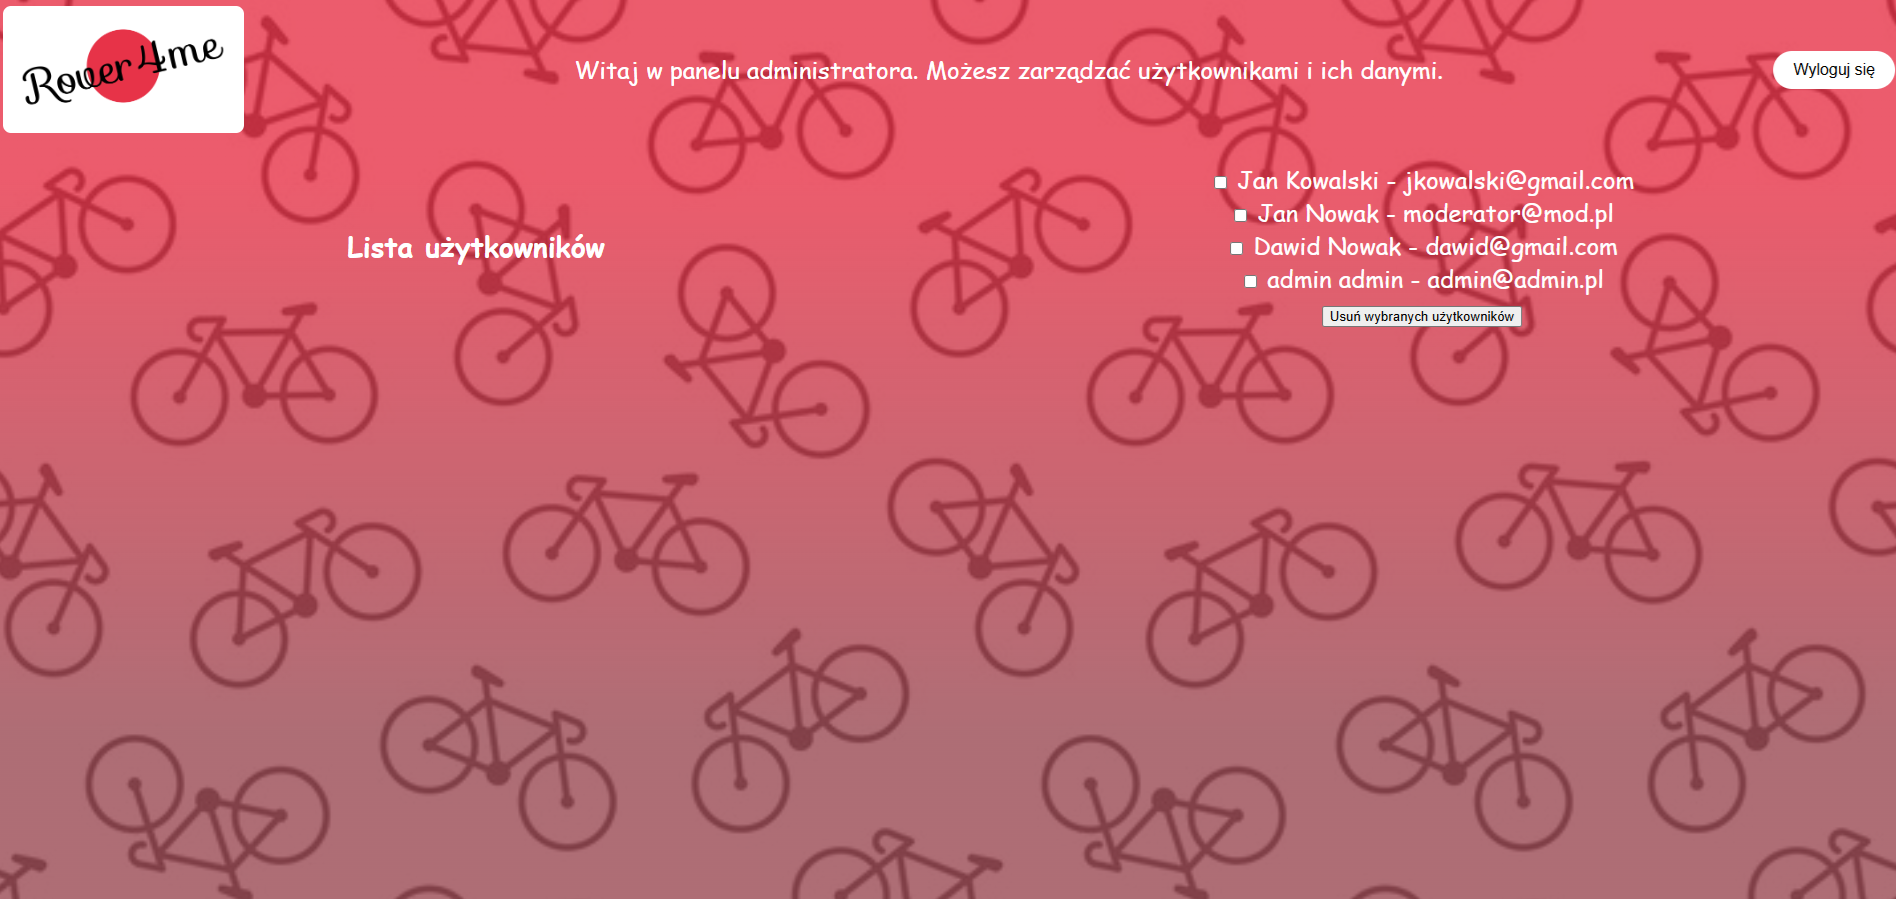 Rower4me
Witaj w panelu administratora. Możesz zarządzać użytkownikami i ich danymi.
Wyloguj się
Lista użytkowników
Jan Kowalski - jkowalski@gmail.com
Jan Nowak - moderator@mod.pl
Dawid Nowak - dawid@gmail.com
admin admin - admin@admin.pl
Usuń wybranych użytkowników